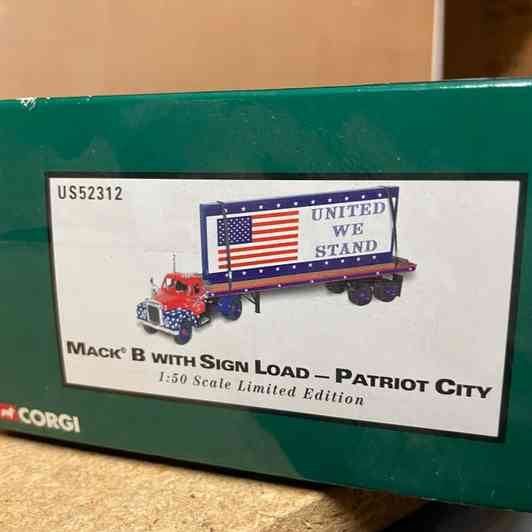 US52312
UNITED
WE
STAND
MACK® B WITH SIGN LOAD – PATRIOT CITY
1:50 Scale Limited Edition
CORGI